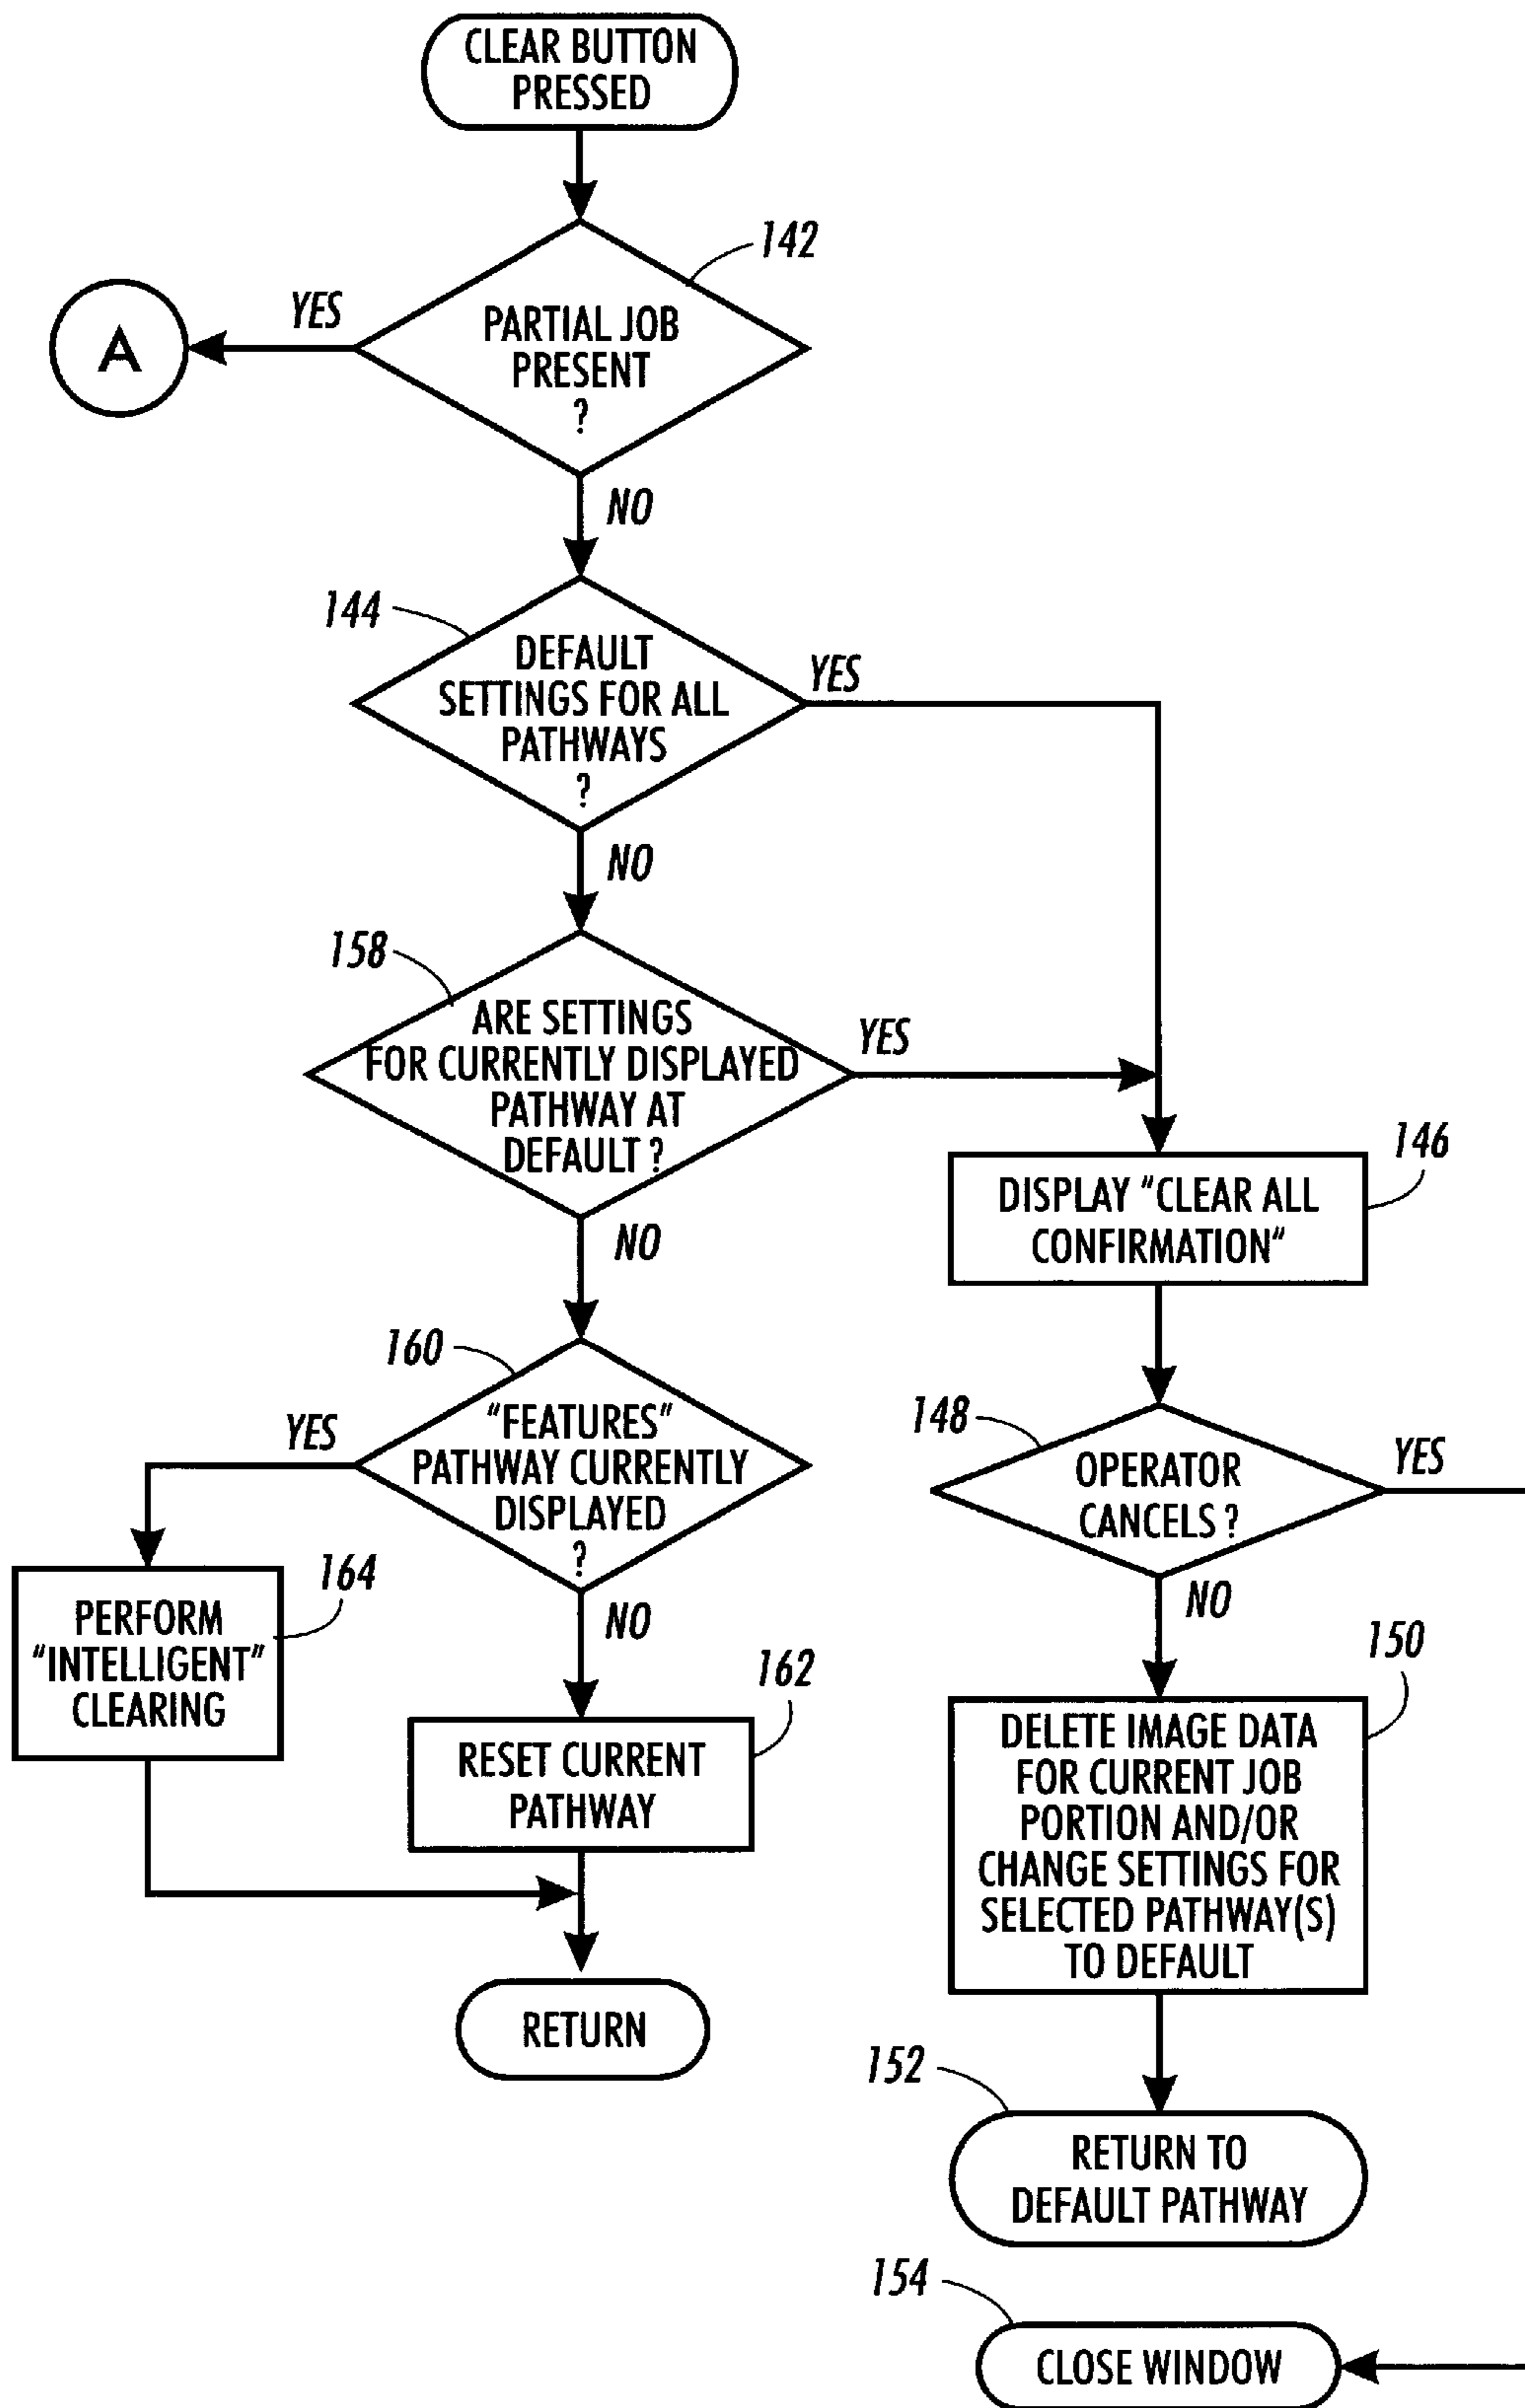 CLEAR BUTTON
PRESSED
142
YES
A
PARTIAL JOB
PRESENT
?
NO
144
DEFAULT
SETTINGS FOR ALL
PATHWAYS
?
YES
NO
158
ARE SETTINGS
FOR CURRENTLY DISPLAYED
PATHWAY AT
DEFAULT ?
YES
NO
146
DISPLAY "CLEAR ALL
CONFIRMATION"
160
"FEATURES"
PATHWAY CURRENTLY
DISPLAYED
?
YES
NO
148
OPERATOR
CANCELS ?
YES
NO
164
PERFORM
"INTELLIGENT"
CLEARING
162
RESET CURRENT
PATHWAY
RETURN
150
DELETE IMAGE DATA
FOR CURRENT JOB
PORTION AND/OR
CHANGE SETTINGS FOR
SELECTED PATHWAY(S)
TO DEFAULT
152
RETURN TO
DEFAULT PATHWAY
154
CLOSE WINDOW